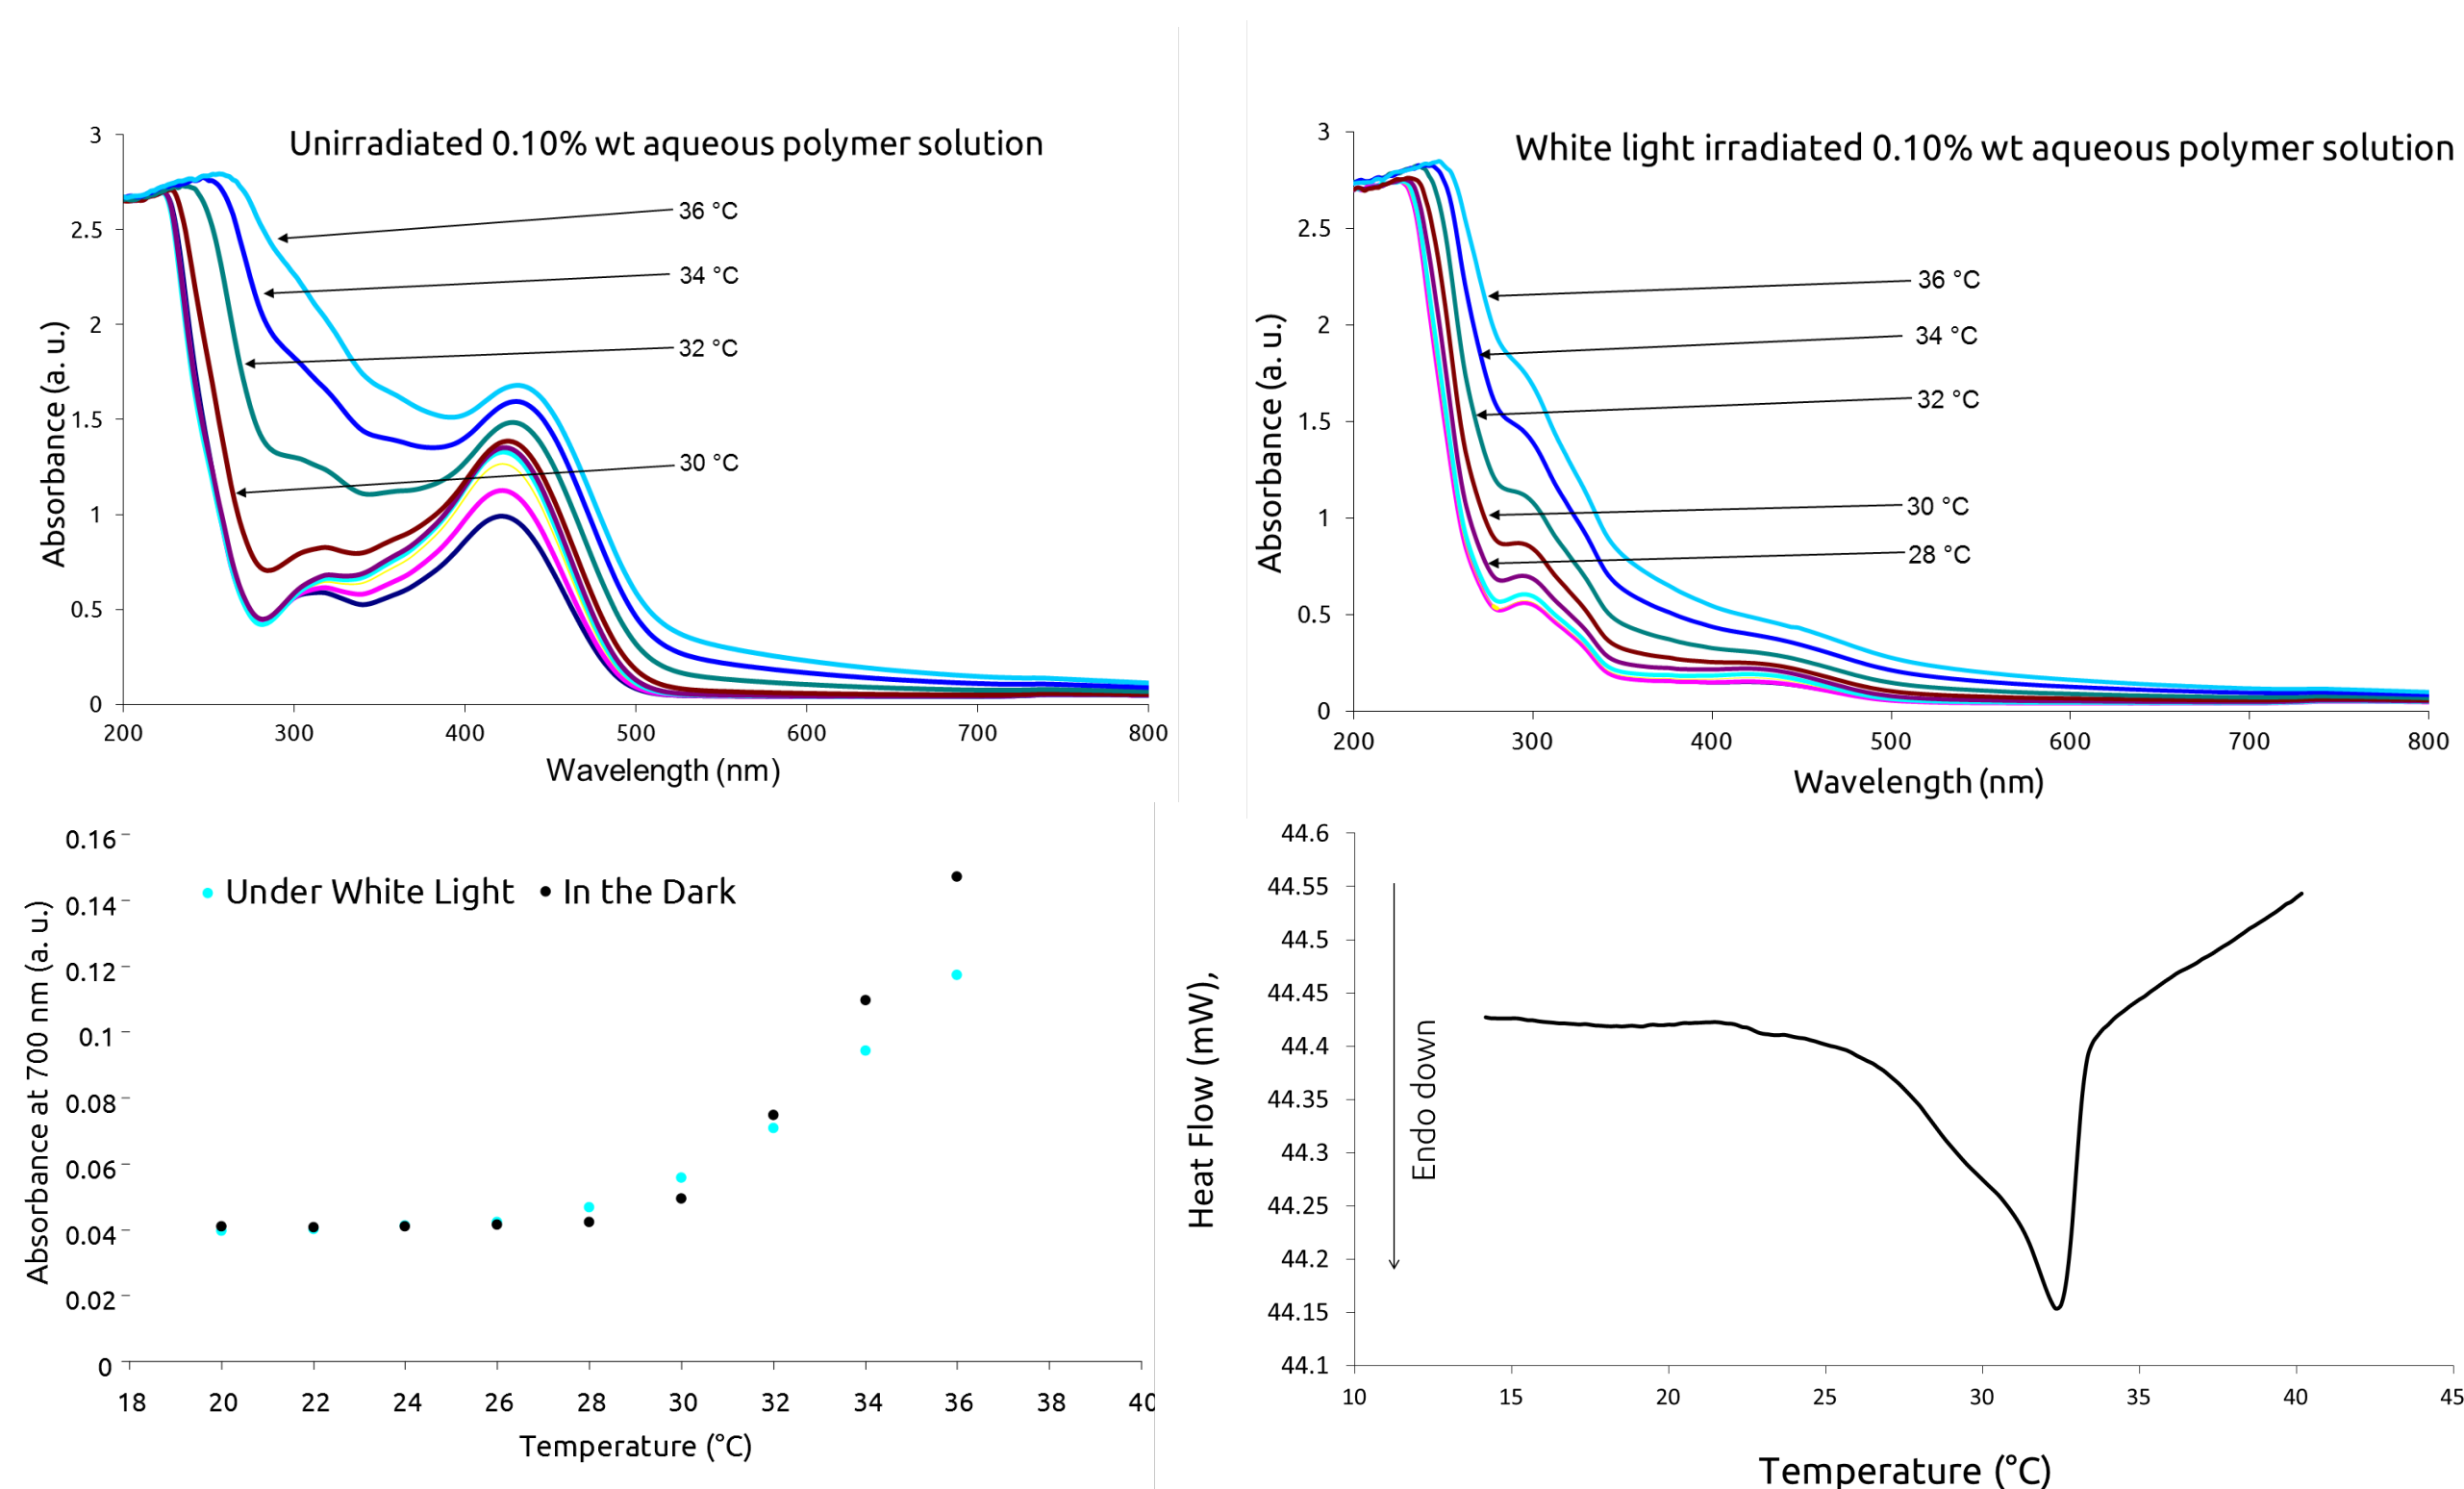 Unirradiated 0.10% wt aqueous polymer solution
3
2.5
2
1.5
1
0.5
0
Absorbance (a. u.)
36 °C
34 °C
32 °C
30 °C
200 300 400 500 600 700 800
Wavelength (nm)
White light irradiated 0.10% wt aqueous polymer solution
3
2.5
2
1.5
1
0.5
0
Absorbance (a. u.)
36 °C
34 °C
32 °C
30 °C
28 °C
200 300 400 500 600 700 800
Wavelength (nm)
0.16
0.14
0.12
0.1
0.08
0.06
0.04
0.02
0
Absorbance at 700 nm (a. u.)
Under White Light In the Dark
18 20 22 24 26 28 30 32 34 36 38 40
Temperature (°C)
44.6
44.55
44.5
44.45
44.4
44.35
44.3
44.25
44.2
44.15
44.1
Heat Flow (mW),
Endo down
10 15 20 25 30 35 40 45
Temperature (°C)